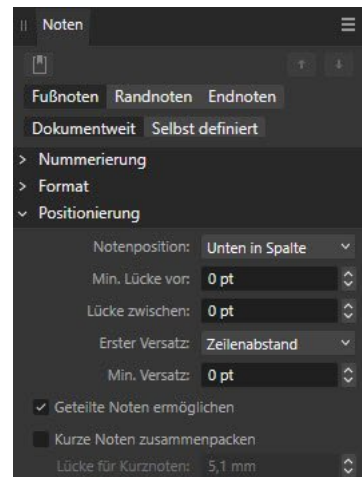 Noten
Fußnoten Randnoten Endnoten
Dokumentweit Selbst definiert
> Nummerierung
> Format
Positionierung
Notenposition: Unten in Spalte
Min. Lücke vor: 0 pt
Lücke zwischen: 0 pt
Erster Versatz: Zeilenabstand
Min. Versatz: 0 pt
Geteilte Noten ermöglichen
Kurze Noten zusammenpacken
Lücke für Kurznoten: 5,1 mm